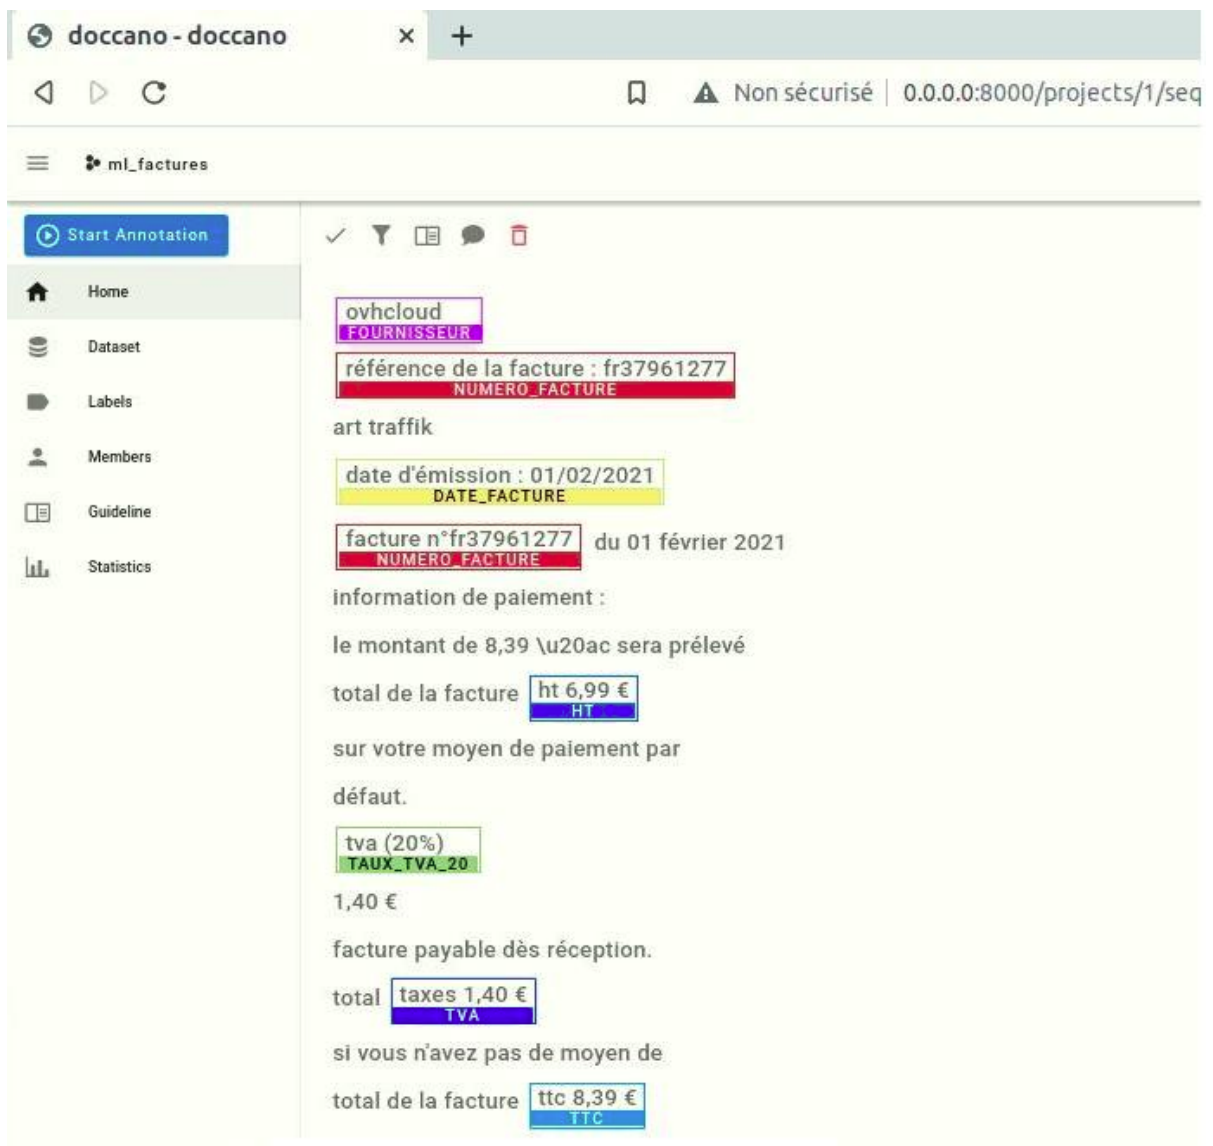 doccano - doccano
Non sécurisé 0.0.0.0:8000/projects/1/seq
ml_factures
Start Annotation
Home
Dataset
Labels
Members
Guideline
Statistics
ovhcloud
FOURNISSEUR
référence de la facture : fr37961277
NUMERO_FACTURE
art traffik
date d'émission : 01/02/2021
DATE_FACTURE
facture n°fr37961277 du 01 février 2021
NUMERO_FACTURE
information de paiement :
le montant de 8,39 \u20ac sera prélevé
total de la facture ht 6,99 €
HT
sur votre moyen de paiement par
défaut.
tva (20%)
TAUX_TVA_20
1,40 €
facture payable dès réception.
total taxes 1,40 €
TVA
si vous n'avez pas de moyen de
total de la facture ttc 8,39 €
TTC